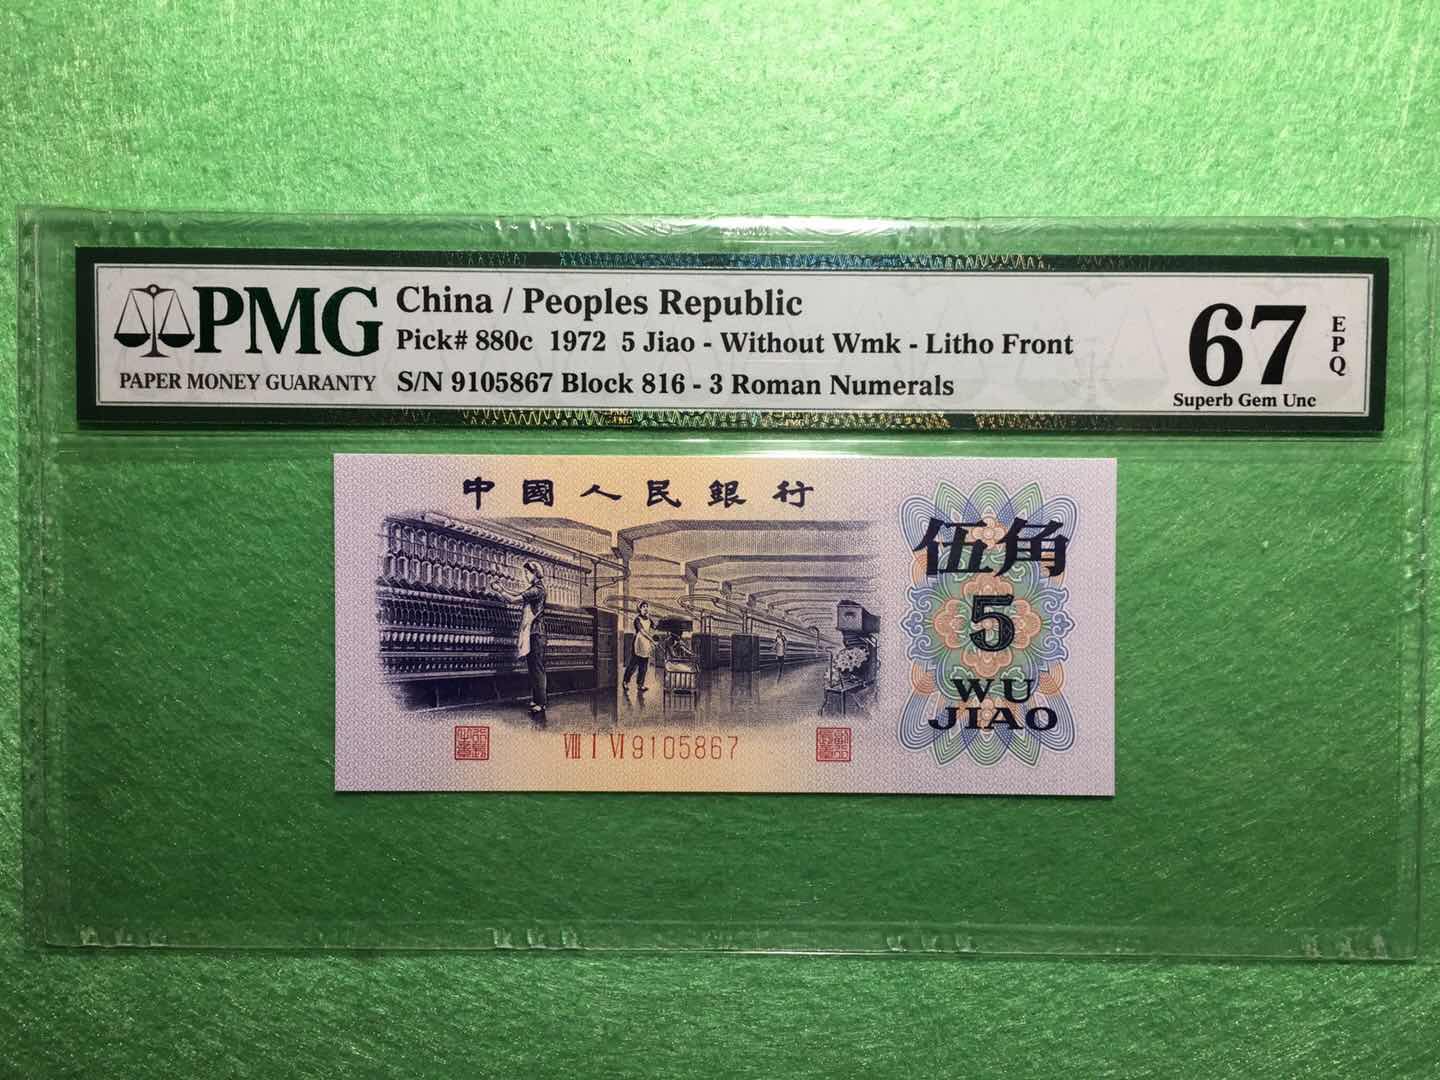 PMG
PAPER MONEY GUARANTY
China / Peoples Republic
Pick# 880c 1972 5 Jiao - Without Wmk - Litho Front
S/N 9105867 Block 816 - 3 Roman Numerals
67
EPQ
Superb Gem Unc
中國人民銀行
伍角
5
WU
JIAO
VIII I VI 9105867